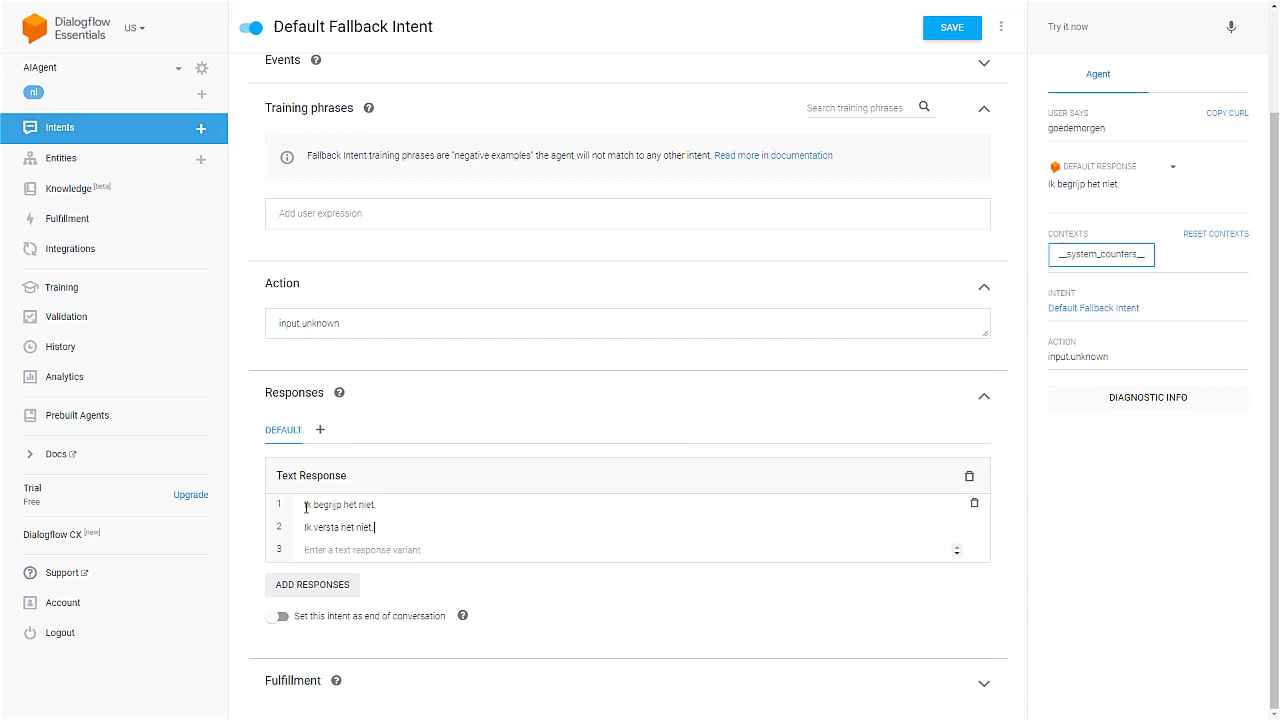 Dialogflow
Essentials
US
AIAgent
nl
Intents
Entities
Knowledge [beta]
Fulfillment
Integrations
Training
Validation
History
Analytics
Prebuilt Agents
Docs
Trial
Free
Upgrade
Dialogflow CX [new]
Support
Account
Logout
Default Fallback Intent
SAVE
Events
Training phrases
Search training phrases
Fallback Intent training phrases are "negative examples" the agent will not match to any other intent. Read more in documentation
Add user expression
Action
input.unknown
Responses
DEFAULT
Text Response
1 Ik begrijp het niet.
2 Ik versta het niet.
3 Enter a text response variant
ADD RESPONSES
Set this intent as end of conversation
Fulfillment
Try it now
Agent
USER SAYS
COPY CURL
goedemorgen
DEFAULT RESPONSE
Ik begrijp het niet.
CONTEXTS
RESET CONTEXTS
__system_counters__
INTENT
Default Fallback Intent
ACTION
input.unknown
DIAGNOSTIC INFO